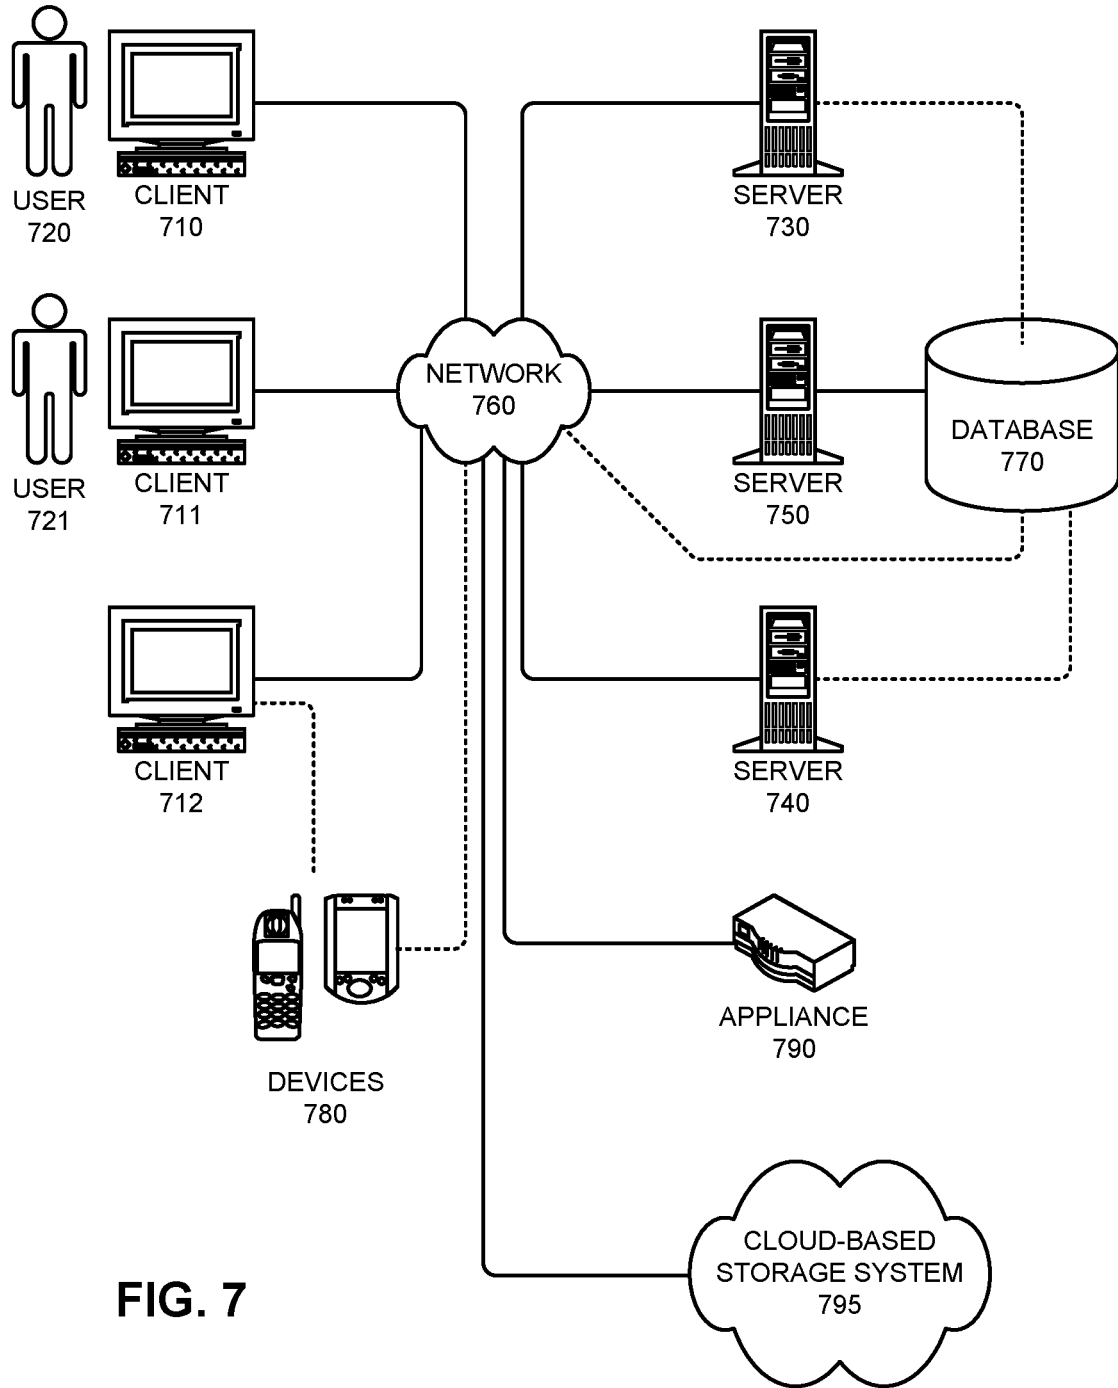 USER
720
CLIENT
710
SERVER
730
USER
721
CLIENT
711
NETWORK
760
SERVER
750
DATABASE
770
CLIENT
712
SERVER
740
DEVICES
780
APPLIANCE
790
CLOUD-BASED
STORAGE SYSTEM
795
FIG. 7